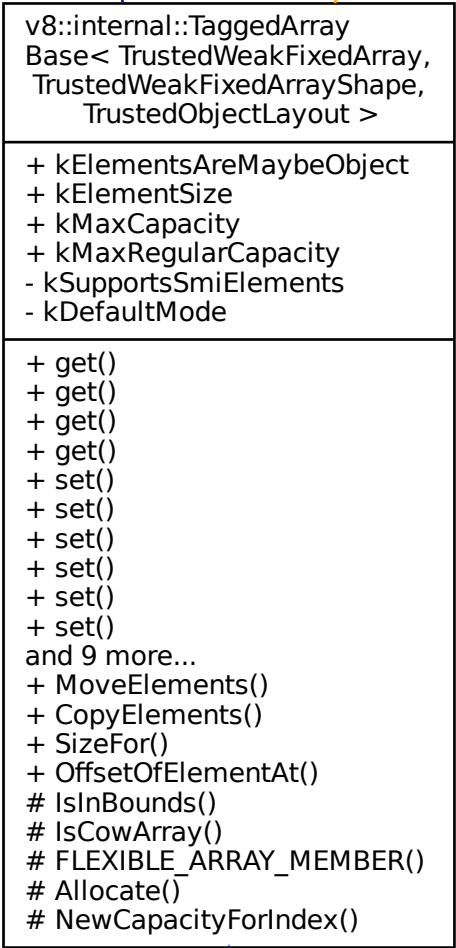 v8::internal::TaggedArray
Base< TrustedWeakFixedArray,
TrustedWeakFixedArrayShape,
TrustedObjectLayout >
+ kElementsAreMaybeObject
+ kElementSize
+ kMaxCapacity
+ kMaxRegularCapacity
- kSupportsSmiElements
- kDefaultMode
+ get()
+ get()
+ get()
+ get()
+ set()
+ set()
+ set()
+ set()
+ set()
+ set()
and 9 more...
+ MoveElements()
+ CopyElements()
+ SizeFor()
+ OffsetOfElementAt()
# IsInBounds()
# IsCowArray()
# FLEXIBLE_ARRAY_MEMBER()
# Allocate()
# NewCapacityForIndex()